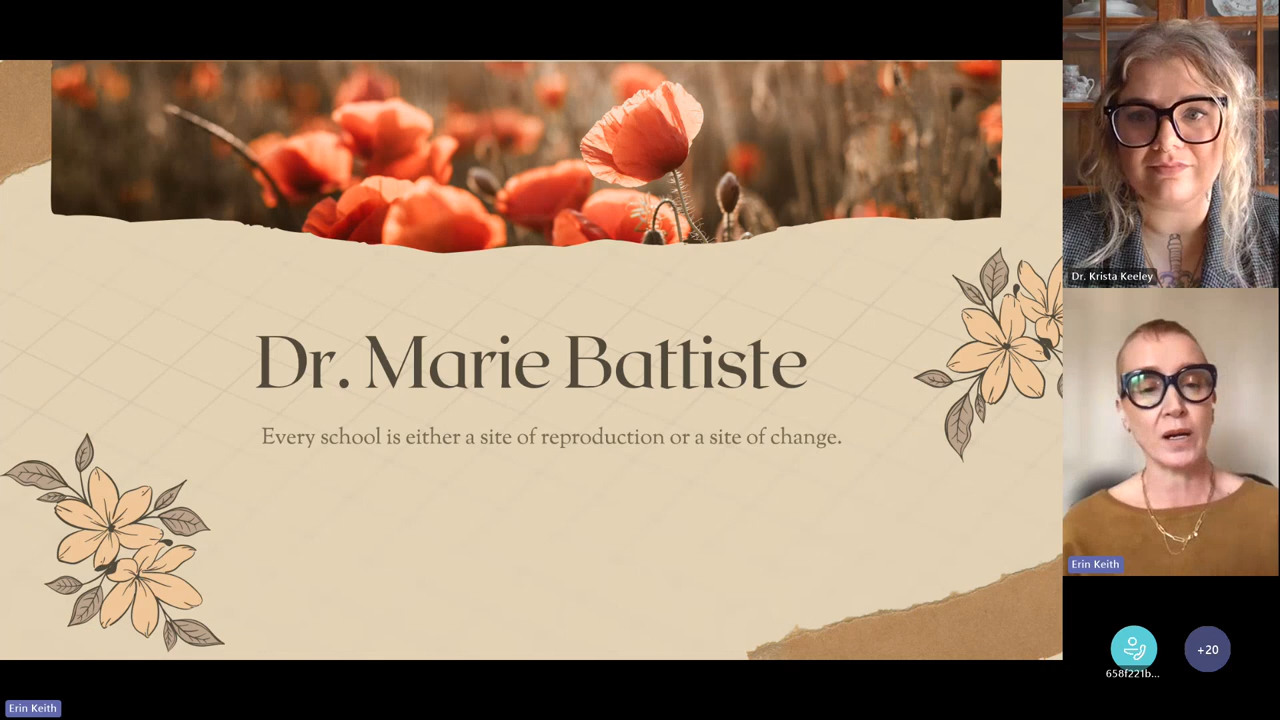 Dr. Marie Battiste
Every school is either a site of reproduction or a site of change.
Dr. Krista Keeley
Erin Keith
658f221b...
+20
Erin Keith